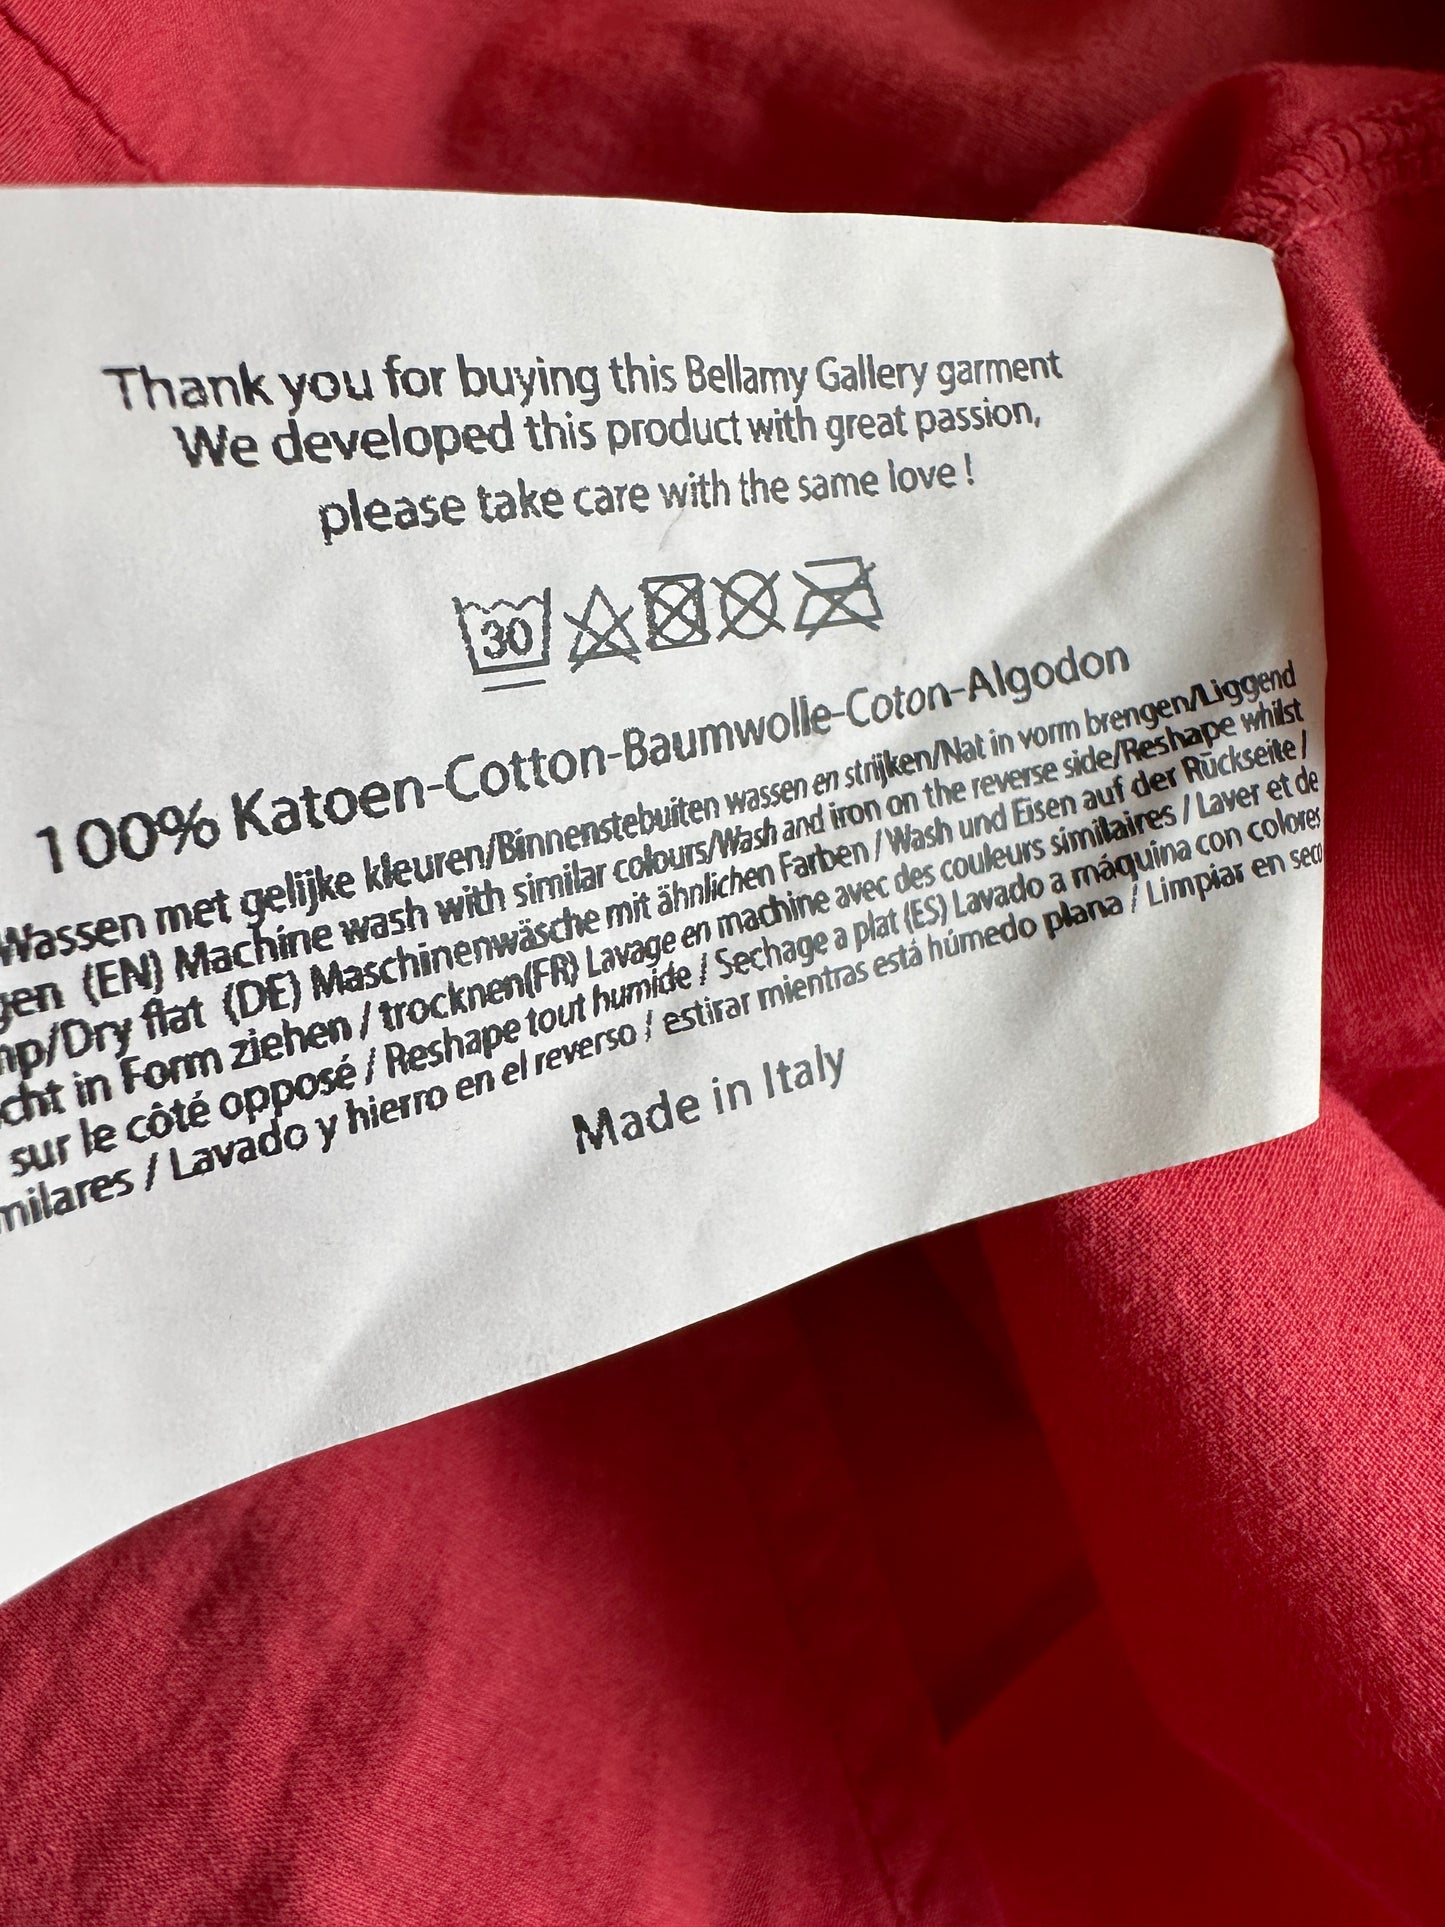 Thank you for buying this Bellamy Gallery garment
We developed this product with great passion,
please take care with the same love !
30
100% Katoen-Cotton-Baumwolle-Coton-Algodon
Wassen met gelijke kleuren/Binnenstebuiten wassen en strijken/Nat in vorm brengen/Liggend
gen (EN) Machine wash with similar colours/Wash and iron on the reverse side/Reshape whilst
mp/Dry flat (DE) Maschinenwäsche mit ähnlichen Farben / Wash und Eisen auf der Rückseite /
cht in Form ziehen / trocknen(FR) Lavage en machine avec des couleurs similaires / Laver et de
sur le côté opposé / Reshape tout humide / Sechage a plat (ES) Lavado a máquina con colores
milares / Lavado y hierro en el reverso / estirar mientras está húmedo plana / Limpiar en seco
Made in Italy